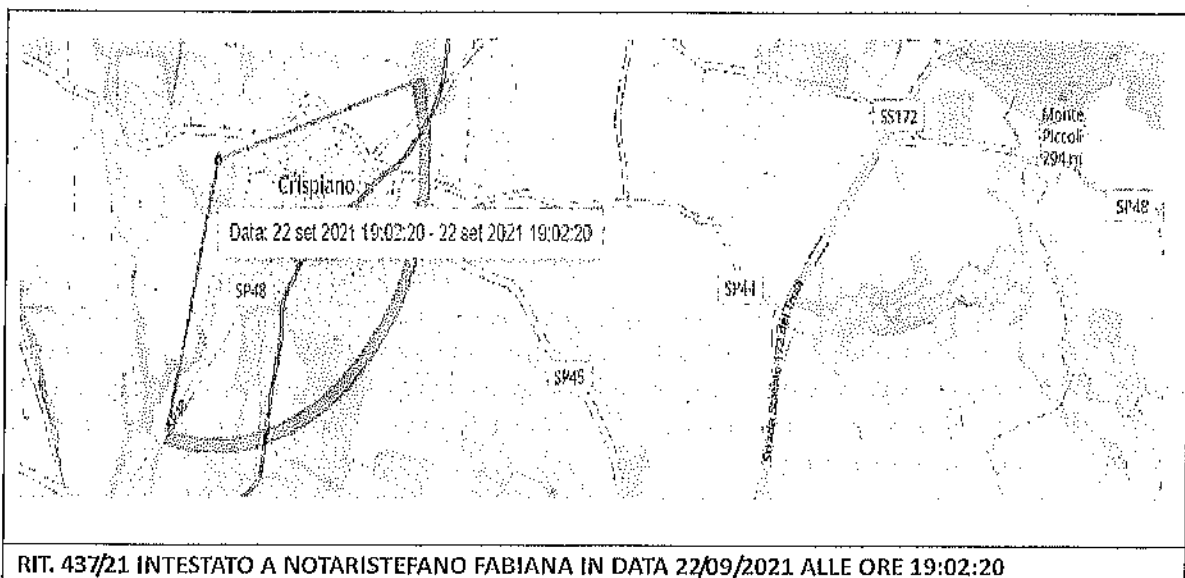 SS172
Monte
Piccoli
294 m
Crispiano
SP48
Data: 22 set 2021 19:02:20 - 22 set 2021 19:02:20
SP48
SP44
SP45
Strada statale 172 dei Trulli
RIT. 437/21 INTESTATO A NOTARISTEFANO FABIANA IN DATA 22/09/2021 ALLE ORE 19:02:20